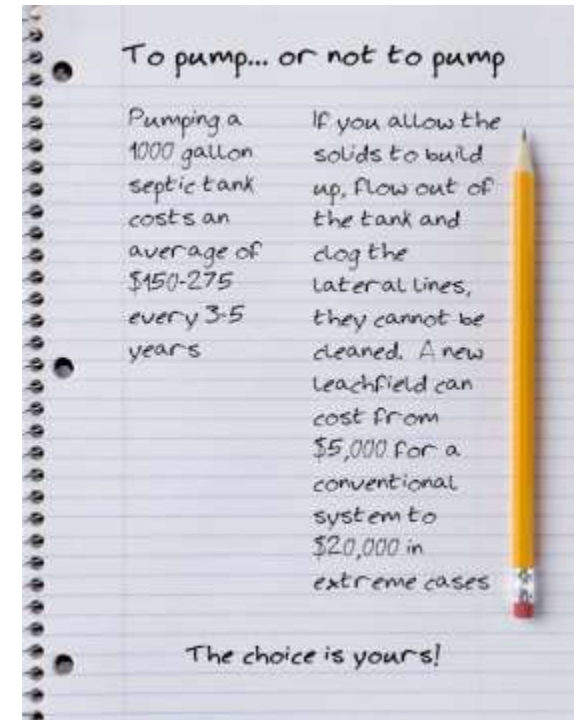 To pump... or not to pump
Pumping a
1000 gallon
septic tank
costs an
average of
$150-275
every 3-5
years
If you allow the
solids to build
up, flow out of
the tank and
clog the
lateral lines,
they cannot be
cleaned. A new
leachfield can
cost from
$5,000 for a
conventional
system to
$20,000 in
extreme cases
The choice is yours!